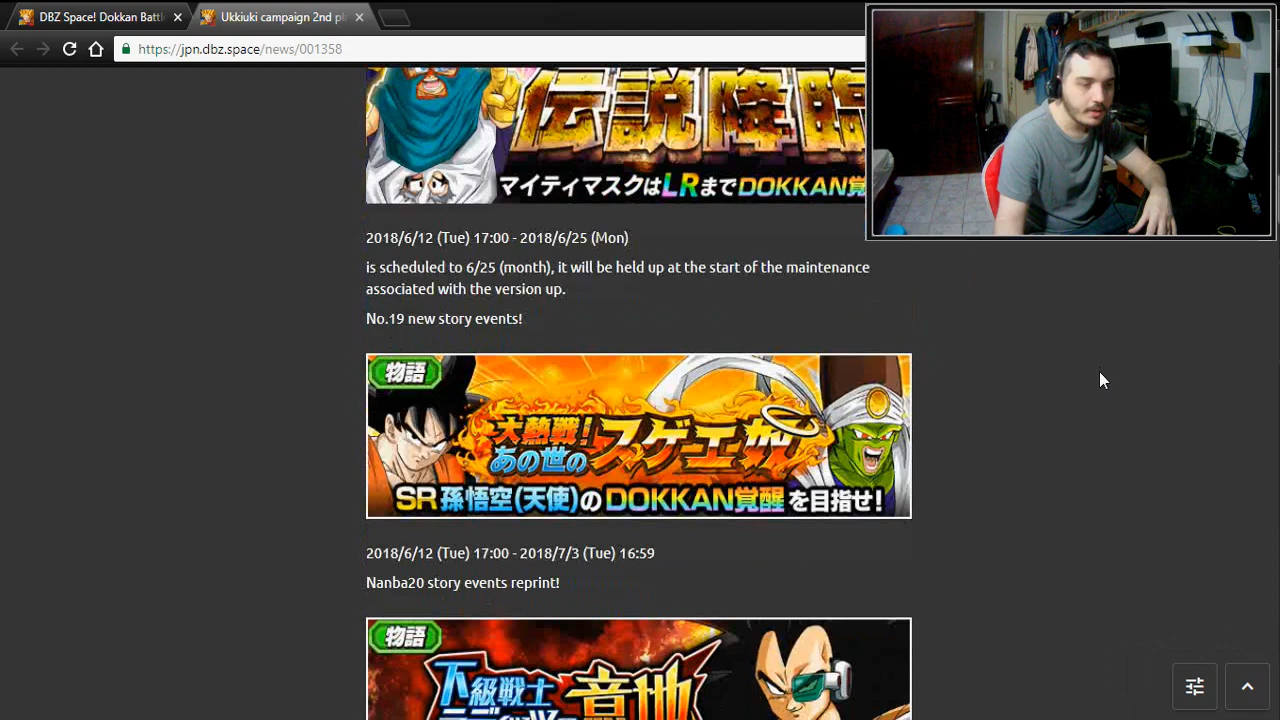 DBZ Space! Dokkan Battl
Ukkiuki campaign 2nd pl
https://jpn.dbz.space/news/001358
伝説降臨
マイティマスクはLRまでDOKKAN覚
2018/6/12 (Tue) 17:00 - 2018/6/25 (Mon)
is scheduled to 6/25 (month), it will be held up at the start of the maintenance
associated with the version up.
No.19 new story events!
物語
大熱戦!
あの世のスゲエ奴
SR孫悟空(天使)のDOKKAN覚醒を目指せ!
2018/6/12 (Tue) 17:00 - 2018/7/3 (Tue) 16:59
Nanba20 story events reprint!
物語
下級戦士